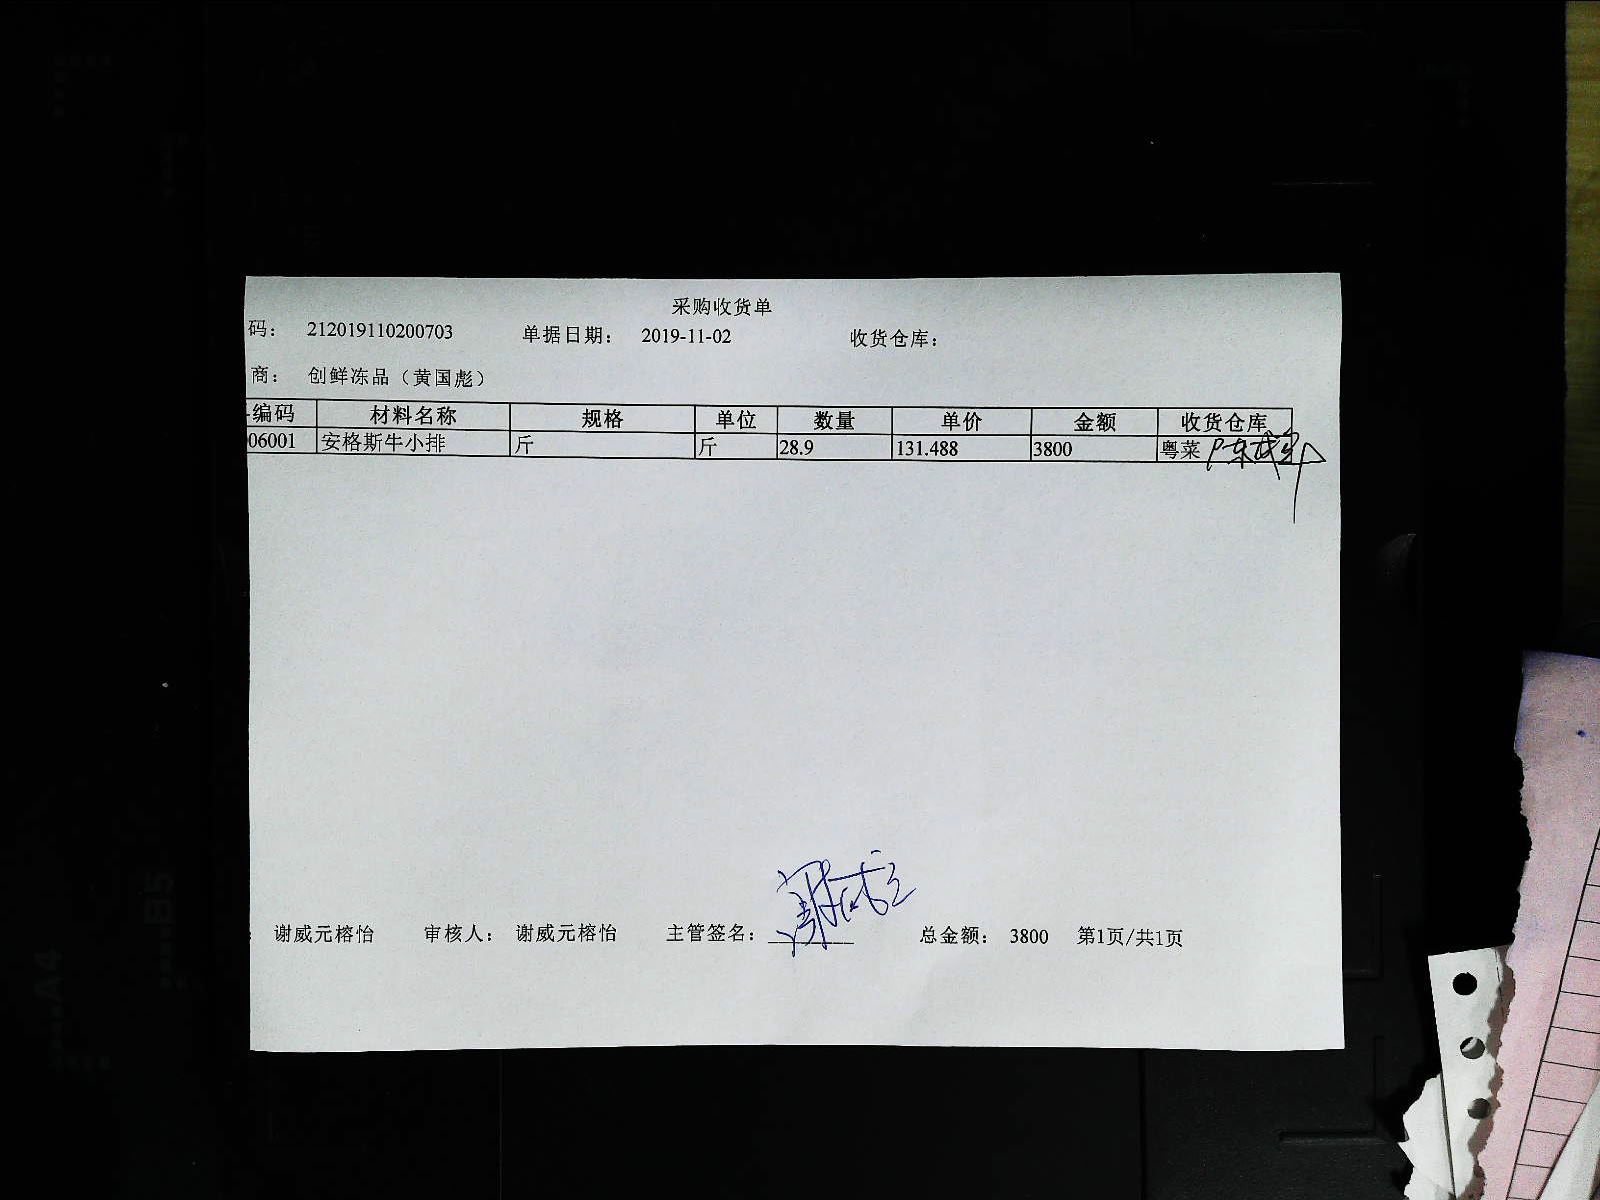 采购收货单
码： 212019110200703 单据日期： 2019-11-02 收货仓库：
商： 创鲜冻品（黄国彪）
编码 材料名称 规格 单位 数量 单价 金额 收货仓库
06001 安格斯牛小排 斤 斤 28.9 131.488 3800 粤菜
谢威元榕怡 审核人： 谢威元榕怡 主管签名： 总金额： 3800 第1页/共1页